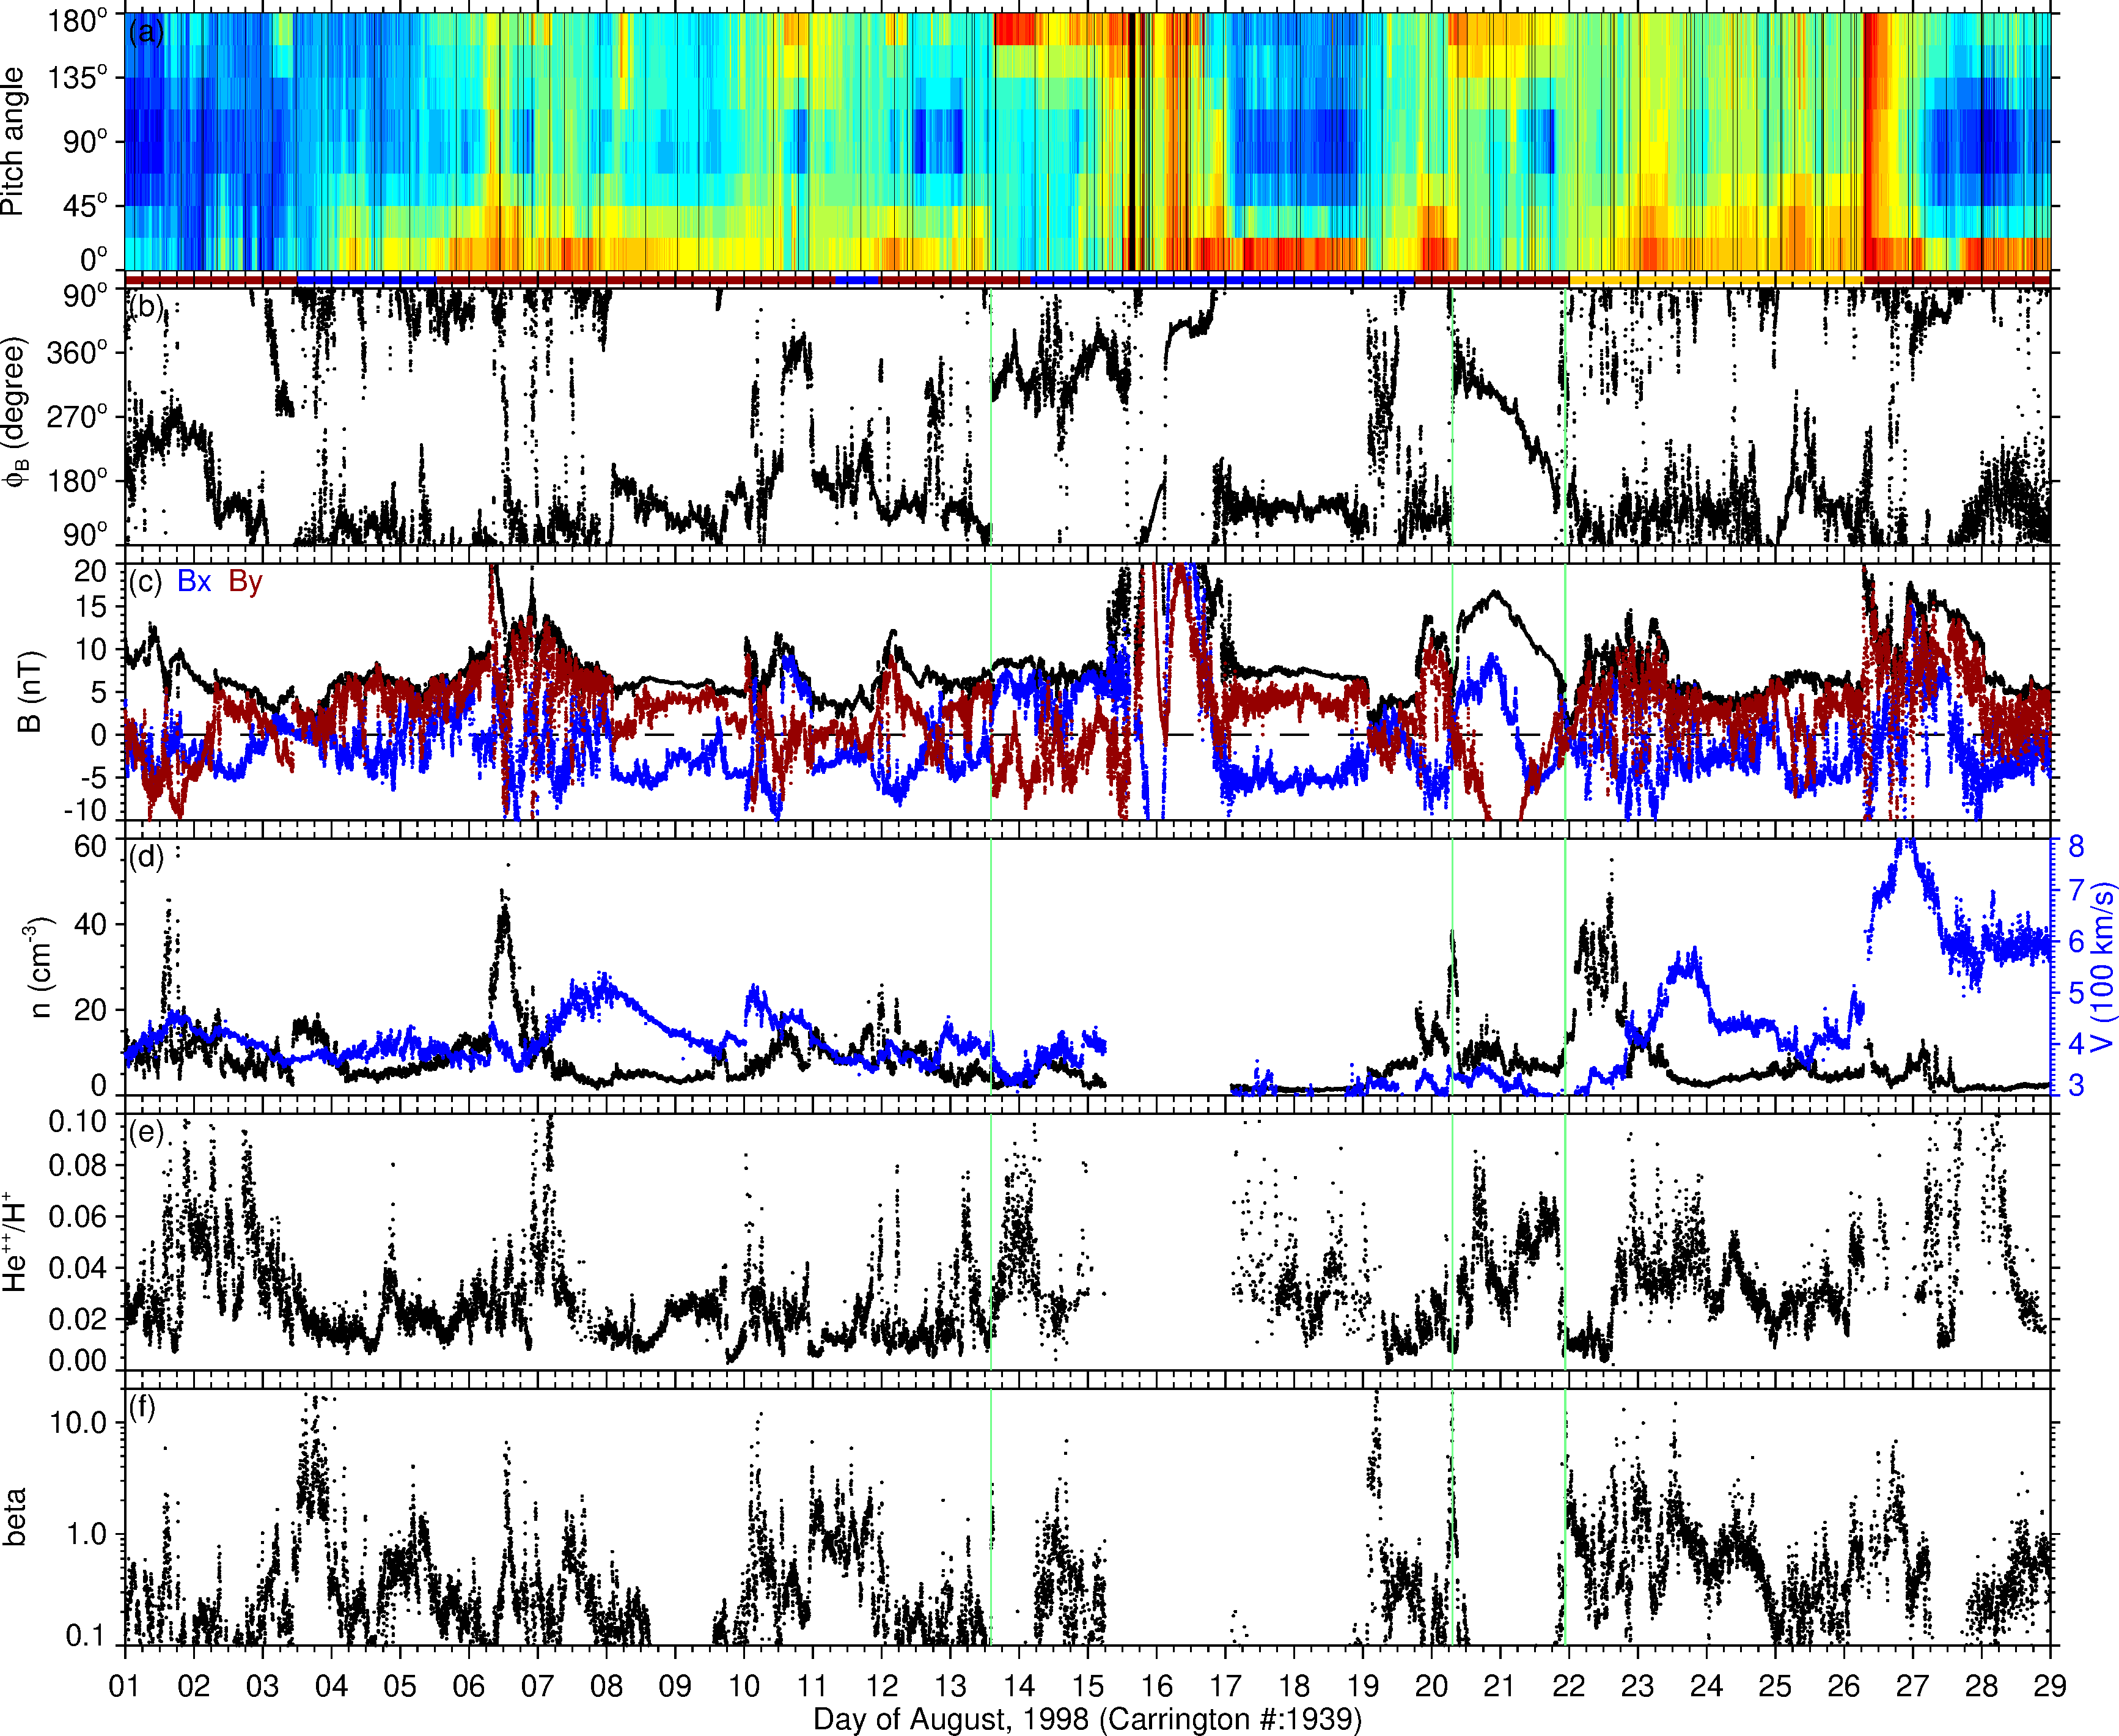 (a)
180°
135°
90°
45°
0°
Pitch angle
(b)
90°
360°
270°
180°
90°
ϕB (degree)
(c) Bx By
20
15
10
5
0
-5
-10
B (nT)
(d)
60
40
20
0
n (cm-3)
8
7
6
5
4
3
V (100 km/s)
(e)
0.10
0.08
0.06
0.04
0.02
0.00
He++/H+
(f)
10.0
1.0
0.1
beta
01 02 03 04 05 06 07 08 09 10 11 12 13 14 15 16 17 18 19 20 21 22 23 24 25 26 27 28 29
Day of August, 1998 (Carrington #:1939)